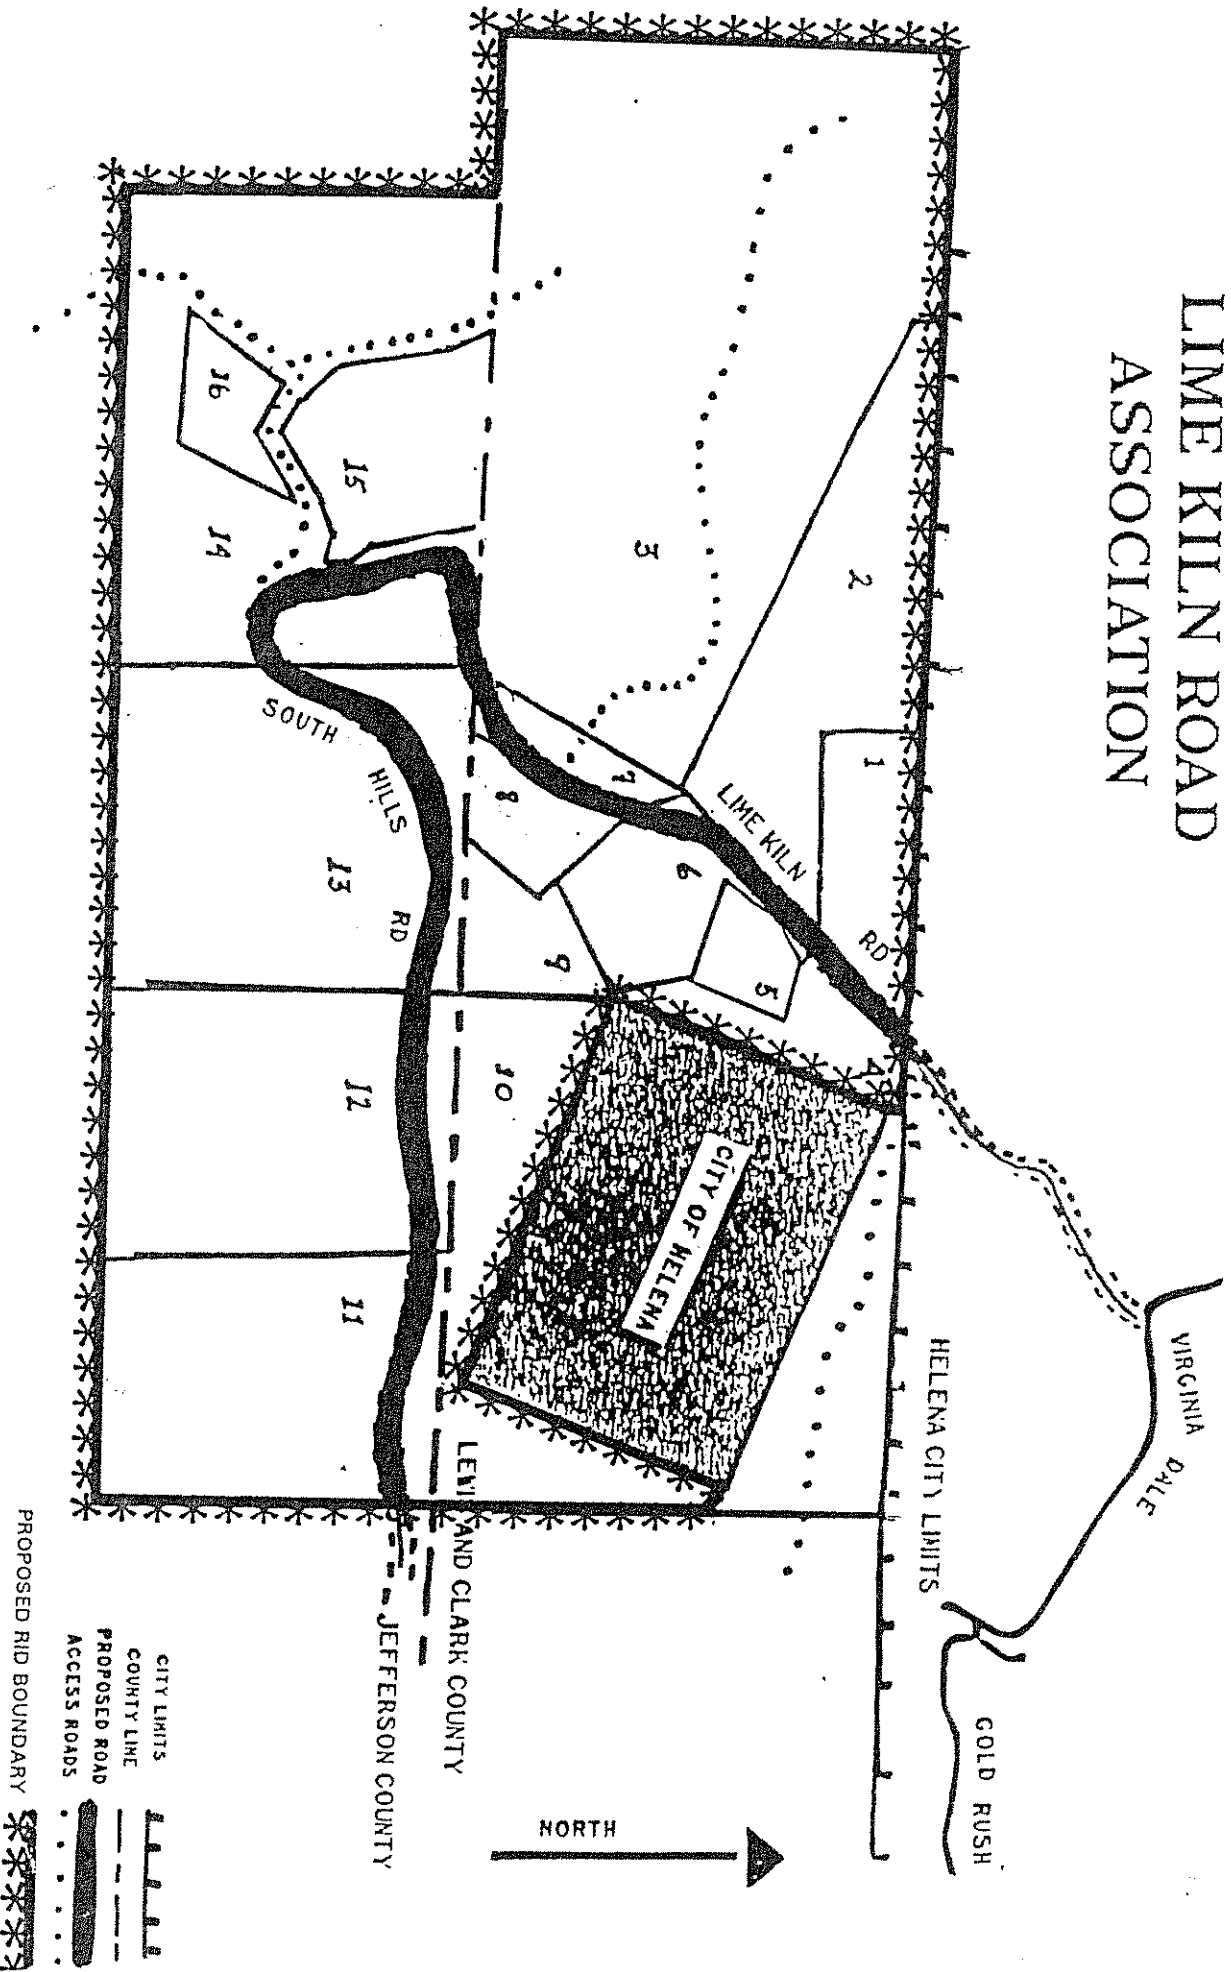 LIME KILN ROAD
ASSOCIATION
VIRGINIA DALE
GOLD RUSH
HELENA CITY LIMITS
LIME KILN RD
CITY OF HELENA
1
2
3
4
5
6
7
8
9
10
LEWIS AND CLARK COUNTY
JEFFERSON COUNTY
SOUTH HILLS RD
11
12
13
14
15
16
NORTH
CITY LIMITS
COUNTY LINE
PROPOSED ROAD
ACCESS ROADS
PROPOSED RID BOUNDARY